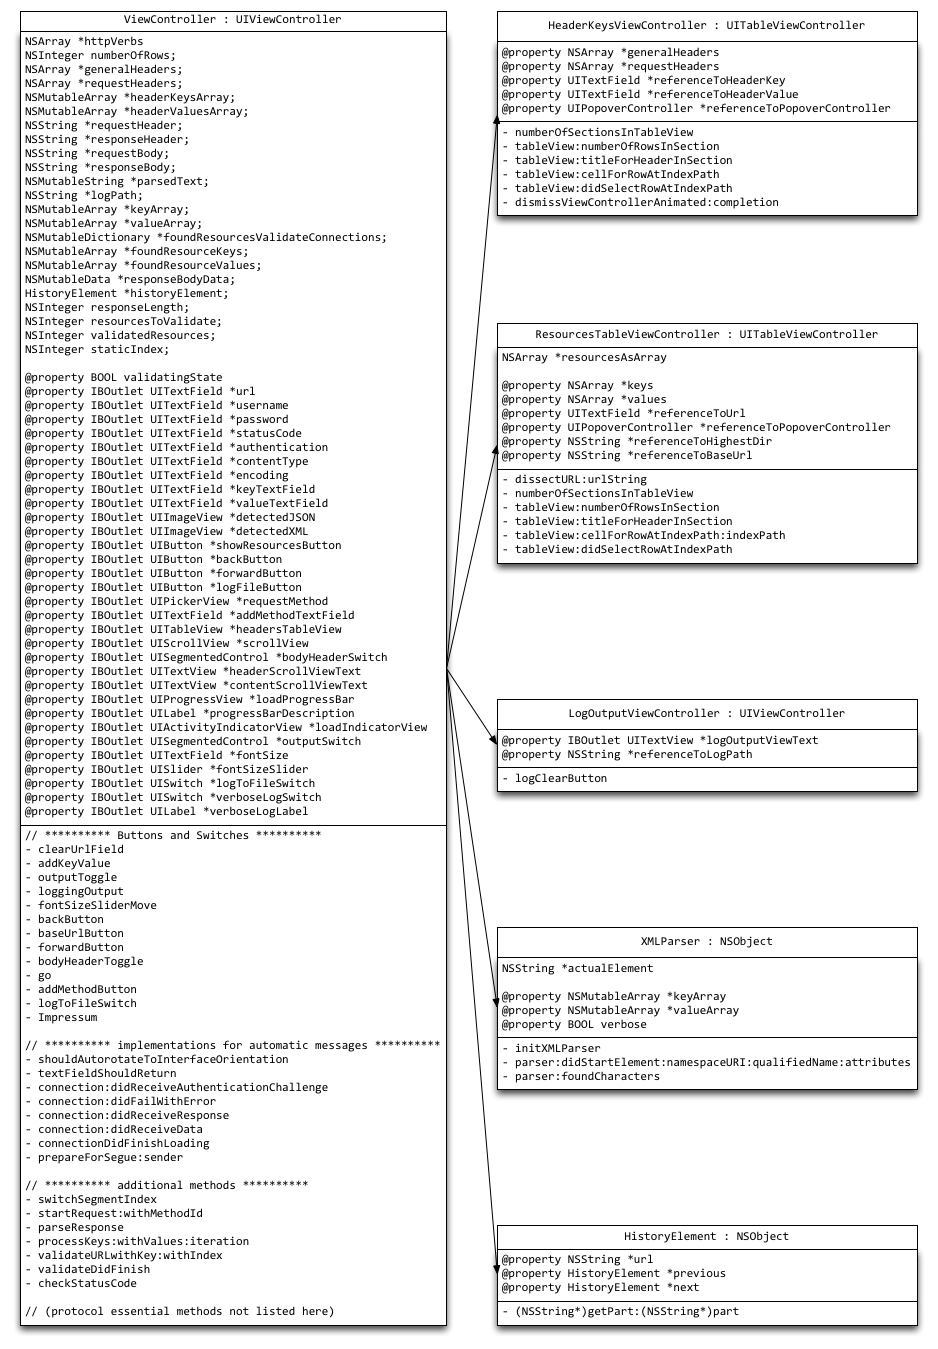 ViewController : UIViewController
NSArray *httpVerbs
NSInteger numberOfRows;
NSArray *generalHeaders;
NSArray *requestHeaders;
NSMutableArray *headerKeysArray;
NSMutableArray *headerValuesArray;
NSString *requestHeader;
NSString *responseHeader;
NSString *requestBody;
NSString *responseBody;
NSMutableString *parsedText;
NSString *logPath;
NSMutableArray *keyArray;
NSMutableArray *valueArray;
NSMutableDictionary *foundResourcesValidateConnections;
NSMutableArray *foundResourceKeys;
NSMutableArray *foundResourceValues;
NSMutableData *responseBodyData;
HistoryElement *historyElement;
NSInteger responseLength;
NSInteger resourcesToValidate;
NSInteger validatedResources;
NSInteger staticIndex;
@property BOOL validatingState
@property IBOutlet UITextField *url
@property IBOutlet UITextField *username
@property IBOutlet UITextField *password
@property IBOutlet UITextField *statusCode
@property IBOutlet UITextField *authentication
@property IBOutlet UITextField *contentType
@property IBOutlet UITextField *encoding
@property IBOutlet UITextField *keyTextField
@property IBOutlet UITextField *valueTextField
@property IBOutlet UIImageView *detectedJSON
@property IBOutlet UIImageView *detectedXML
@property IBOutlet UIButton *showResourcesButton
@property IBOutlet UIButton *backButton
@property IBOutlet UIButton *forwardButton
@property IBOutlet UIButton *logFileButton
@property IBOutlet UIPickerView *requestMethod
@property IBOutlet UITextField *addMethodTextField
@property IBOutlet UITableView *headersTableView
@property IBOutlet UIScrollView *scrollView
@property IBOutlet UISegmentedControl *bodyHeaderSwitch
@property IBOutlet UITextView *headerScrollViewText
@property IBOutlet UITextView *contentScrollViewText
@property IBOutlet UIProgressView *loadProgressBar
@property IBOutlet UILabel *progressBarDescription
@property IBOutlet UIActivityIndicatorView *loadIndicatorView
@property IBOutlet UISegmentedControl *outputSwitch
@property IBOutlet UITextField *fontSize
@property IBOutlet UISlider *fontSizeSlider
@property IBOutlet UISwitch *logToFileSwitch
@property IBOutlet UISwitch *verboseLogSwitch
@property IBOutlet UILabel *verboseLogLabel
// ********** Buttons and Switches **********
- clearUrlField
- addKeyValue
- outputToggle
- loggingOutput
- fontSizeSliderMove
- backButton
- baseUrlButton
- forwardButton
- bodyHeaderToggle
- go
- addMethodButton
- logToFileSwitch
- Impressum
// ********** implementations for automatic messages **********
- shouldAutorotateToInterfaceOrientation
- textFieldShouldReturn
- connection:didReceiveAuthenticationChallenge
- connection:didFailWithError
- connection:didReceiveResponse
- connection:didReceiveData
- connectionDidFinishLoading
- prepareForSegue:sender
// ********** additional methods **********
- switchSegmentIndex
- startRequest:withMethodId
- parseResponse
- processKeys:withValues:iteration
- validateURLwithKey:withIndex
- validateDidFinish
- checkStatusCode
// (protocol essential methods not listed here)
HeaderKeysViewController : UITableViewController
@property NSArray *generalHeaders
@property NSArray *requestHeaders
@property UITextField *referenceToHeaderKey
@property UITextField *referenceToHeaderValue
@property UIPopoverController *referenceToPopoverController
- numberOfSectionsInTableView
- tableView:numberOfRowsInSection
- tableView:titleForHeaderInSection
- tableView:cellForRowAtIndexPath
- tableView:didSelectRowAtIndexPath
- dismissViewControllerAnimated:completion
ResourcesTableViewController : UITableViewController
NSArray *resourcesAsArray
@property NSArray *keys
@property NSArray *values
@property UITextField *referenceToUrl
@property UIPopoverController *referenceToPopoverController
@property NSString *referenceToHighestDir
@property NSString *referenceToBaseUrl
- dissectURL:urlString
- numberOfSectionsInTableView
- tableView:numberOfRowsInSection
- tableView:titleForHeaderInSection
- tableView:cellForRowAtIndexPath:indexPath
- tableView:didSelectRowAtIndexPath
LogOutputViewController : UIViewController
@property IBOutlet UITextView *logOutputViewText
@property NSString *referenceToLogPath
- logClearButton
XMLParser : NSObject
NSString *actualElement
@property NSMutableArray *keyArray
@property NSMutableArray *valueArray
@property BOOL verbose
- initXMLParser
- parser:didStartElement:namespaceURI:qualifiedName:attributes
- parser:foundCharacters
HistoryElement : NSObject
@property NSString *url
@property HistoryElement *previous
@property HistoryElement *next
- (NSString*)getPart:(NSString*)part